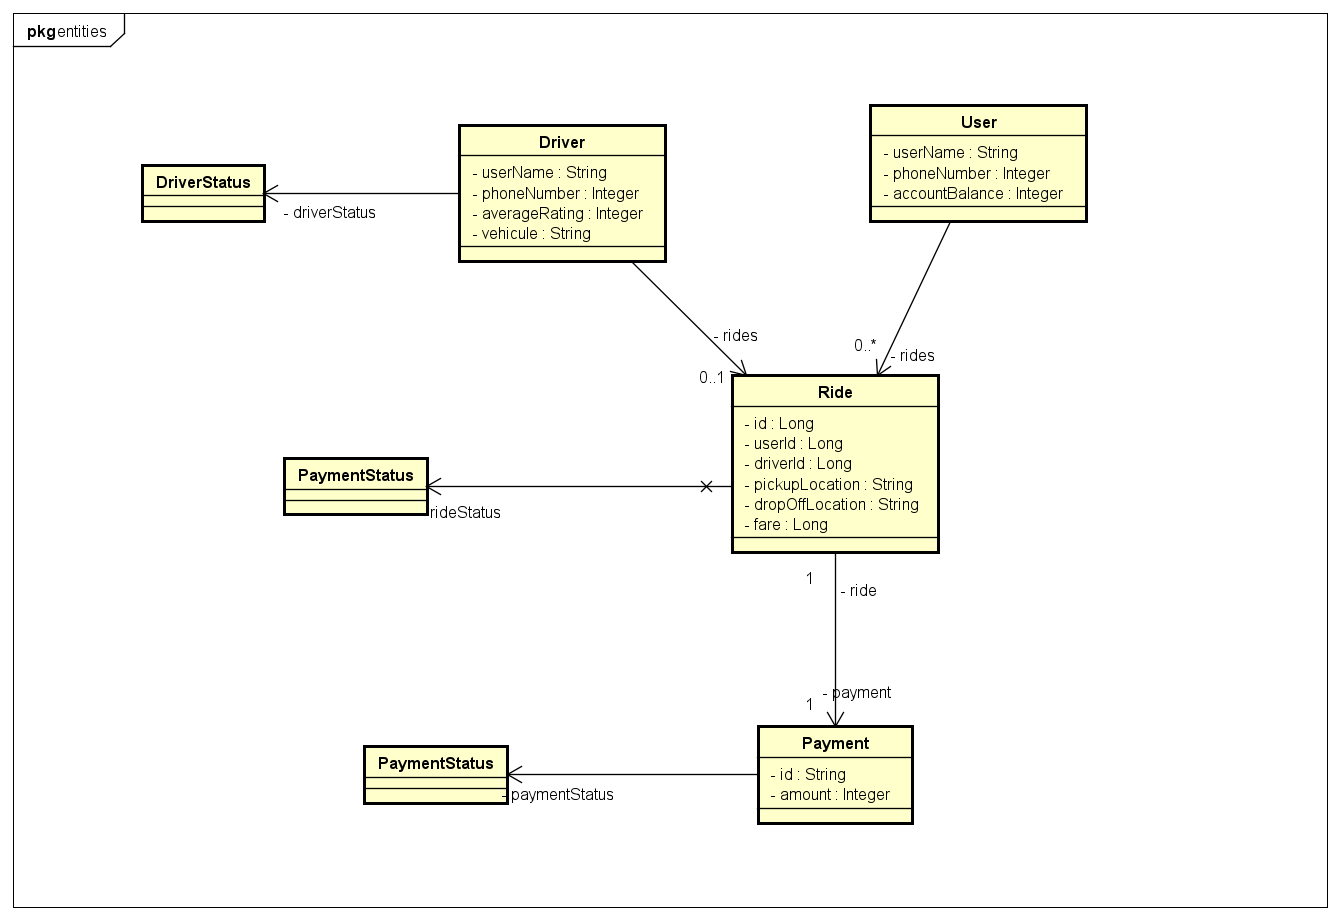 pkg entities
User
- userName : String
- phoneNumber : Integer
- accountBalance : Integer
Driver
- userName : String
- phoneNumber : Integer
- averageRating : Integer
- vehicule : String
DriverStatus
- driverStatus
- rides
0..1
0..*
- rides
Ride
- id : Long
- userId : Long
- driverId : Long
- pickupLocation : String
- dropOffLocation : String
- fare : Long
PaymentStatus
rideStatus
1
- ride
- payment
1
Payment
- id : String
- amount : Integer
PaymentStatus
- paymentStatus